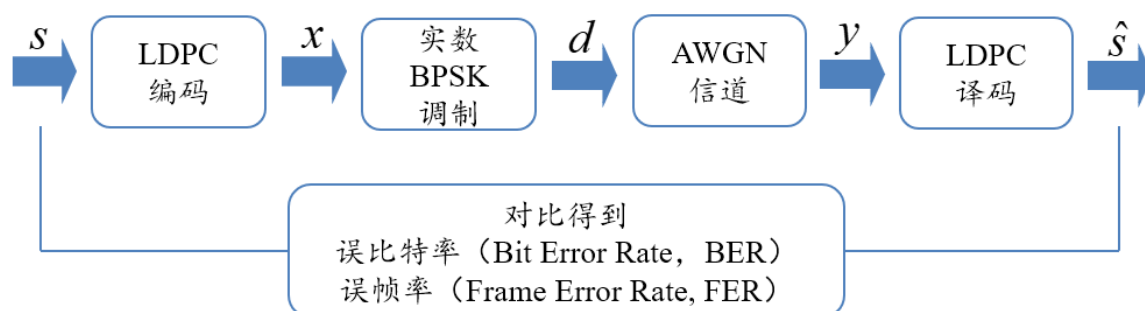 s
LDPC
编码
x
实数
BPSK
调制
d
AWGN
信道
y
LDPC
译码
ŝ
对比得到
误比特率（Bit Error Rate，BER）
误帧率（Frame Error Rate, FER）